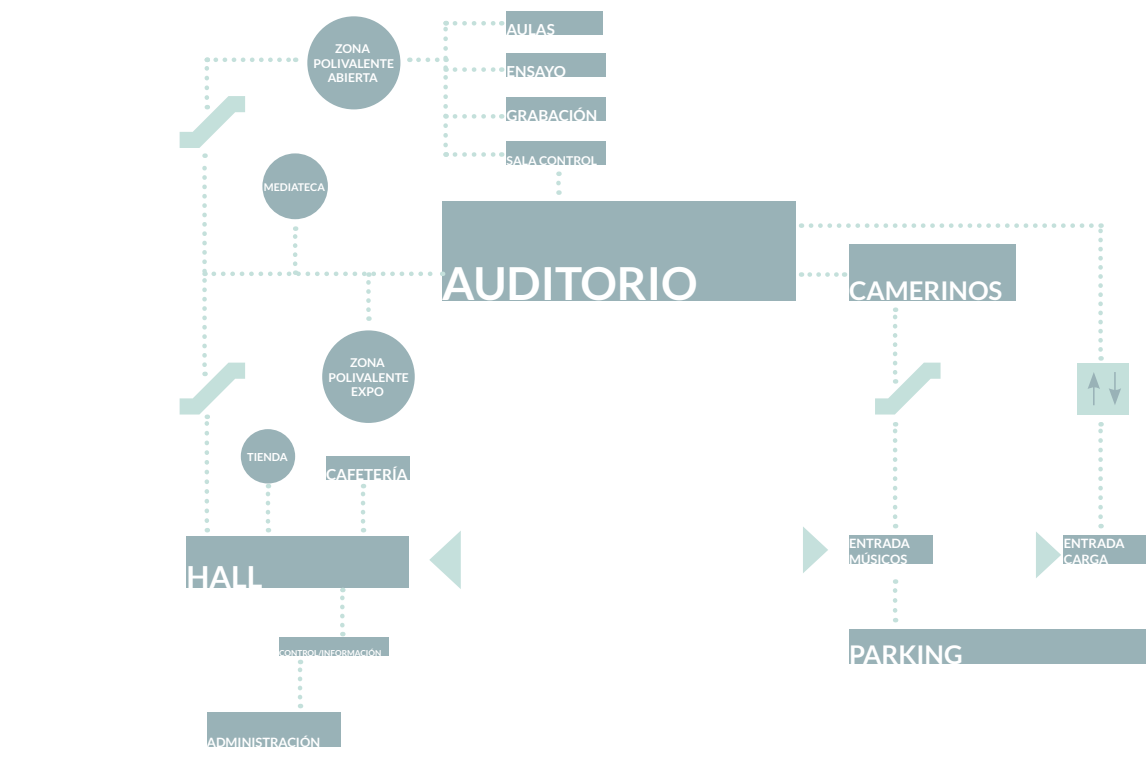 ZONA
POLIVALENTE
ABIERTA
AULAS
ENSAYO
GRABACIÓN
SALA CONTROL
MEDIATECA
AUDITORIO
CAMERINOS
ZONA
POLIVALENTE
EXPO
TIENDA
CAFETERÍA
HALL
ENTRADA
MÚSICOS
ENTRADA
CARGA
CONTROL/INFORMACIÓN
PARKING
ADMINISTRACIÓN